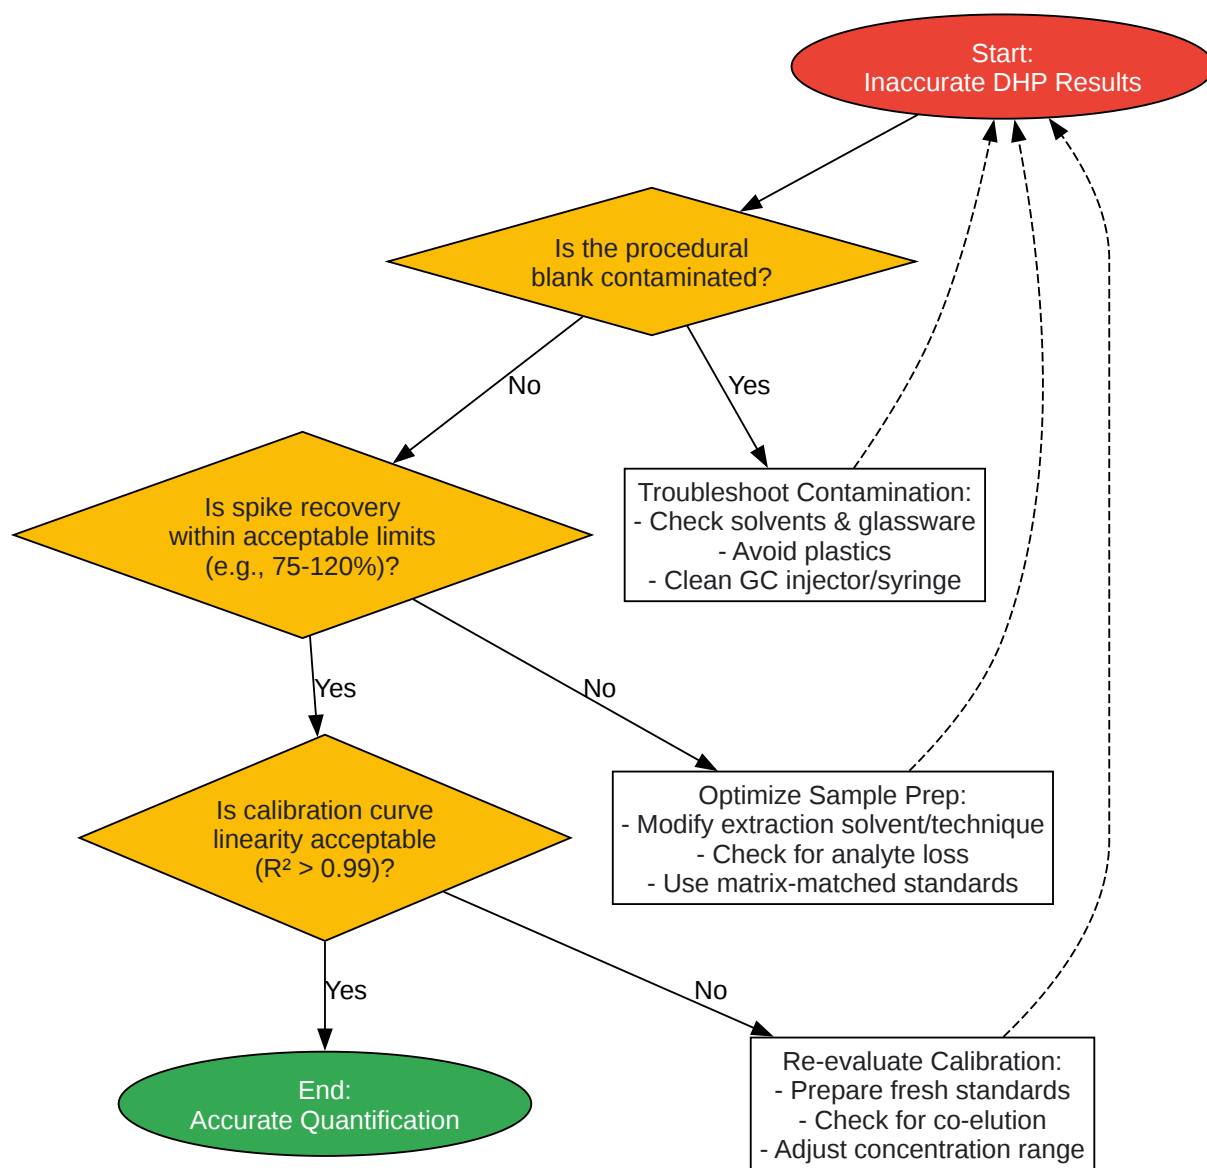 Start:
Inaccurate DHP Results
Is the procedural
blank contaminated?
No
Yes
Is spike recovery
within acceptable limits
(e.g., 75-120%)?
Troubleshoot Contamination:
- Check solvents & glassware
- Avoid plastics
- Clean GC injector/syringe
Yes
No
Is calibration curve
linearity acceptable
(R² > 0.99)?
Optimize Sample Prep:
- Modify extraction solvent/technique
- Check for analyte loss
- Use matrix-matched standards
Yes
No
End:
Accurate Quantification
Re-evaluate Calibration:
- Prepare fresh standards
- Check for co-elution
- Adjust concentration range